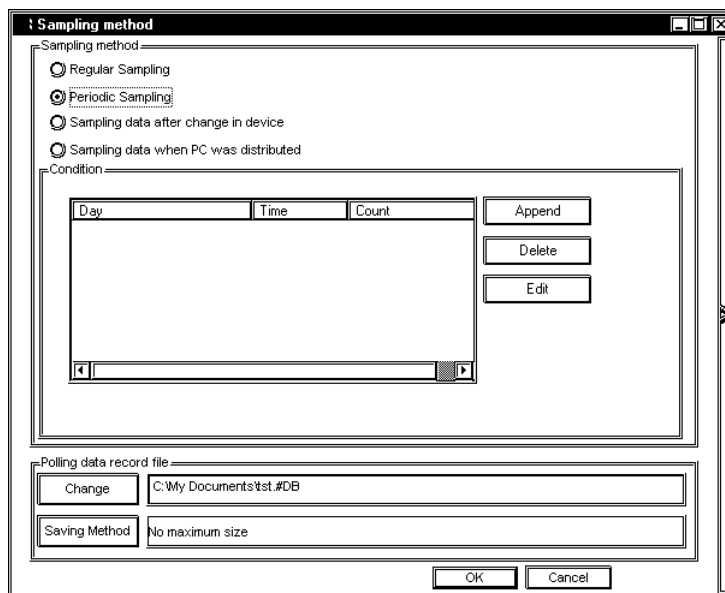 Sampling method
Sampling method
Regular Sampling
Periodic Sampling
Sampling data after change in device
Sampling data when PC was distributed
Condition
Day Time Count
Append
Delete
Edit
Polling data record file
Change C:\My Documents\tst.#DB
Saving Method No maximum size
OK Cancel